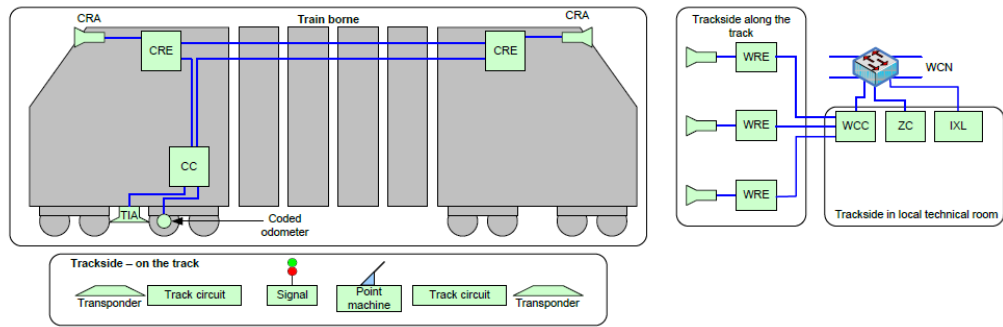 CRA
Train borne
CRA
CRE
CRE
CC
TIA
Coded
odometer
Trackside along the
track
WRE
WRE
WRE
WCN
WCC
ZC
IXL
Trackside in local technical room
Trackside – on the track
Transponder
Track circuit
Signal
Point
machine
Track circuit
Transponder